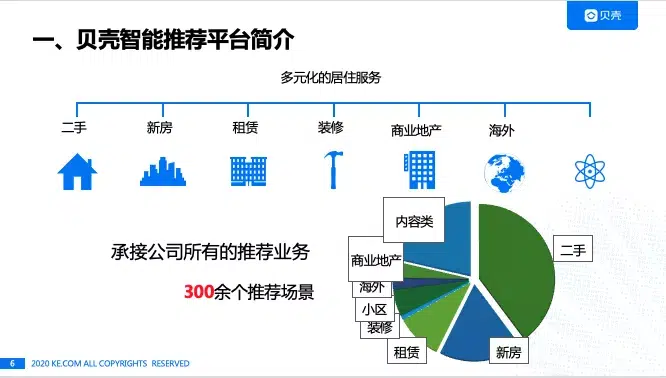 贝壳
一、贝壳智能推荐平台简介
多元化的居住服务
二手
新房
租赁
装修
商业地产
海外
承接公司所有的推荐业务
300余个推荐场景
内容类
商业地产
海外
小区
装修
租赁
新房
二手
6
2020 KE.COM ALL COPYRIGHTS RESERVED